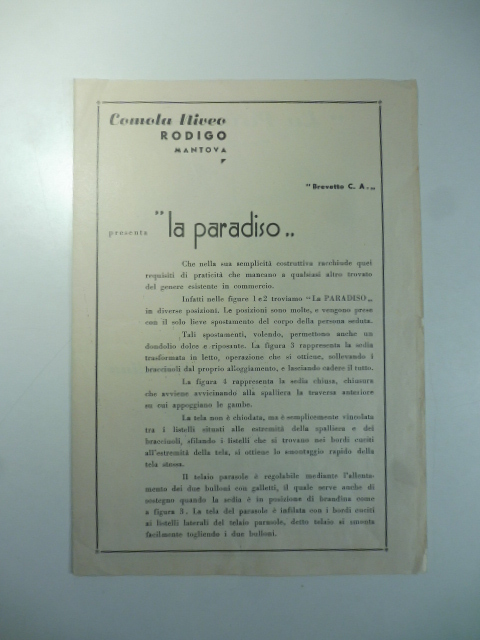 Comola Niveo
RODIGO
MANTOVA
"Brevetto C. A.„
presenta "la paradiso„
Che nella sua semplicità costruttiva racchiude quei
requisiti di praticità che mancano a qualsiasi altro trovato
del genere esistente in commercio.
Infatti nelle figure 1 e 2 troviamo "La PARADISO„
in diverse posizioni. Le posizioni sono molte, e vengono prese
con il solo lieve spostamento del corpo della persona seduta.
Tali spostamenti, volendo, permettono anche un
dondolio dolce e riposante. La figura 3 rappresenta la sedia
trasformata in letto, operazione che si ottiene, sollevando i
braccinoli dal proprio alloggiamento, e lasciando cadere il tutto.
La figura 4 rappresenta la sedia chiusa, chiusura
che avviene avvicinando alla spalliera la traversa anteriore
su cui appoggiano le gambe.
La tela non è chiodata, ma è semplicemente vincolata
tra i listelli situati alle estremità della spalliera e dei
braccinoli, sfilando i listelli che si trovano nei bordi cuciti
all'estremità della tela, si ottiene lo smontaggio rapido della
tela stessa.
Il telaio parasole è regolabile mediante l'allenta-
mento dei due bulloni con galletti, il quale serve anche di
sostegno quando la sedia è in posizione di brandina come
a figura 3. La tela del parasole è infilata con i bordi cuciti
ai listelli laterali del telaio parasole, detto telaio si smonta
facilmente togliendo i due bulloni.